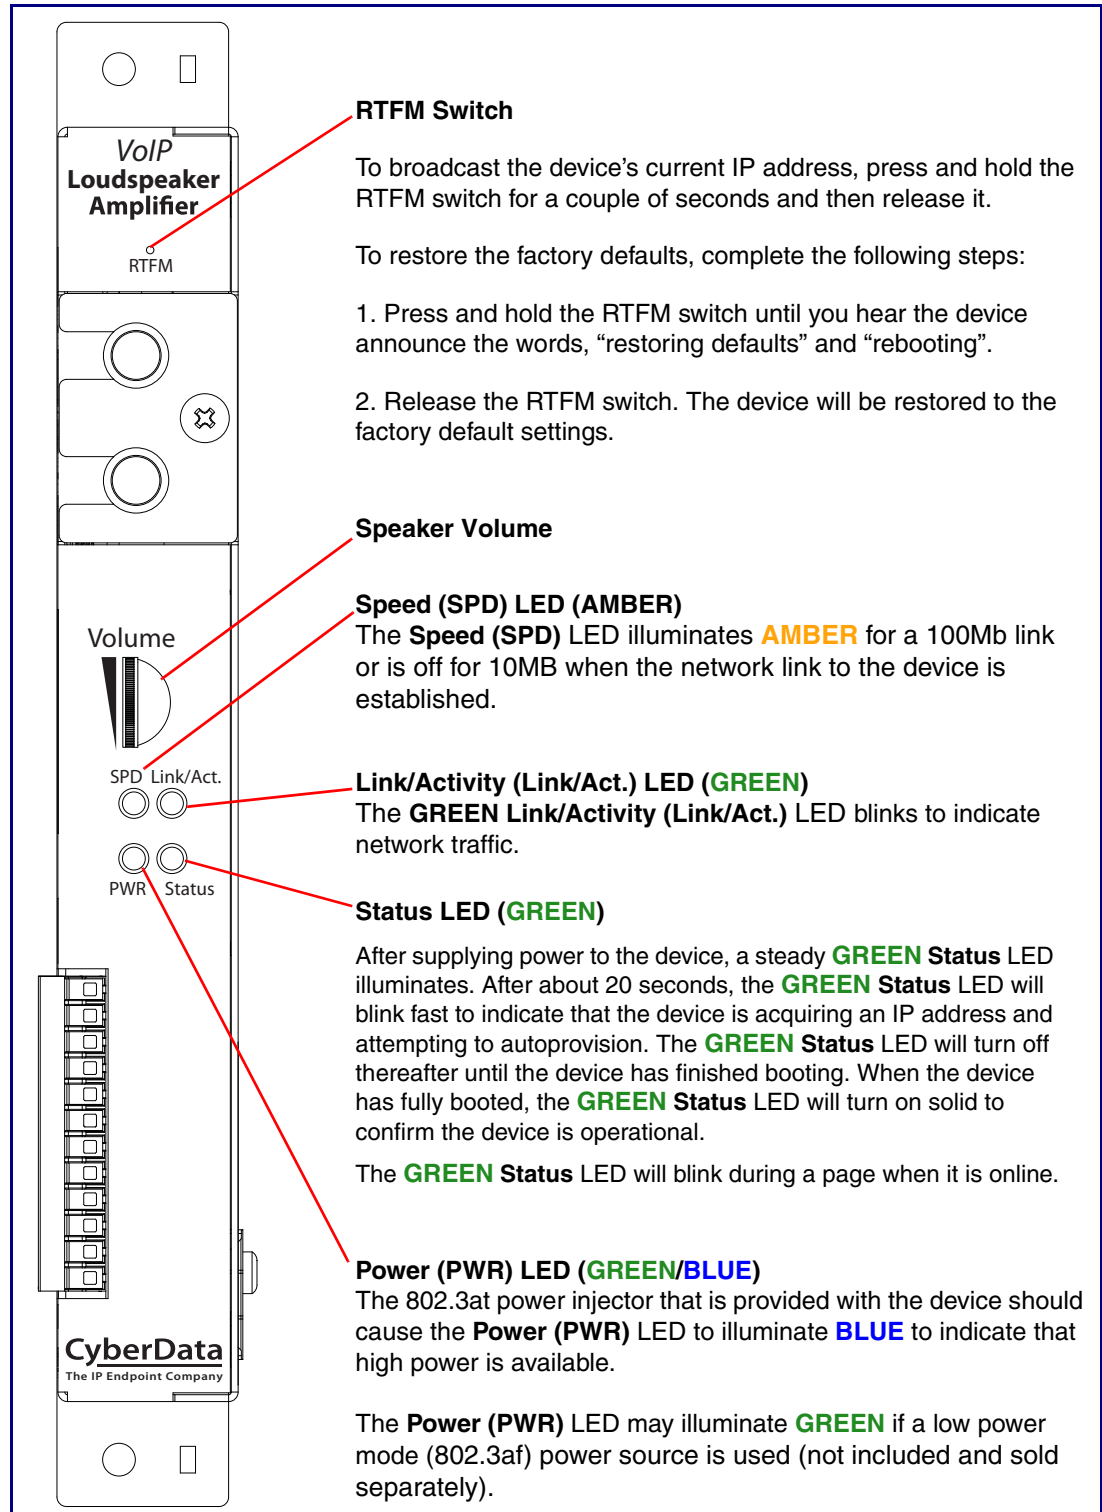 VoIP
Loudspeaker
Amplifier
RTFM
Volume
SPD Link/Act.
PWR Status
CyberData
The IP Endpoint Company
RTFM Switch
To broadcast the device’s current IP address, press and hold the
RTFM switch for a couple of seconds and then release it.
To restore the factory defaults, complete the following steps:
1. Press and hold the RTFM switch until you hear the device
announce the words, “restoring defaults” and “rebooting”.
2. Release the RTFM switch. The device will be restored to the
factory default settings.
Speaker Volume
Speed (SPD) LED (AMBER)
The Speed (SPD) LED illuminates AMBER for a 100Mb link
or is off for 10MB when the network link to the device is
established.
Link/Activity (Link/Act.) LED (GREEN)
The GREEN Link/Activity (Link/Act.) LED blinks to indicate
network traffic.
Status LED (GREEN)
After supplying power to the device, a steady GREEN Status LED
illuminates. After about 20 seconds, the GREEN Status LED will
blink fast to indicate that the device is acquiring an IP address and
attempting to autoprovision. The GREEN Status LED will turn off
thereafter until the device has finished booting. When the device
has fully booted, the GREEN Status LED will turn on solid to
confirm the device is operational.
The GREEN Status LED will blink during a page when it is online.
Power (PWR) LED (GREEN/BLUE)
The 802.3at power injector that is provided with the device should
cause the Power (PWR) LED to illuminate BLUE to indicate that
high power is available.
The Power (PWR) LED may illuminate GREEN if a low power
mode (802.3af) power source is used (not included and sold
separately).